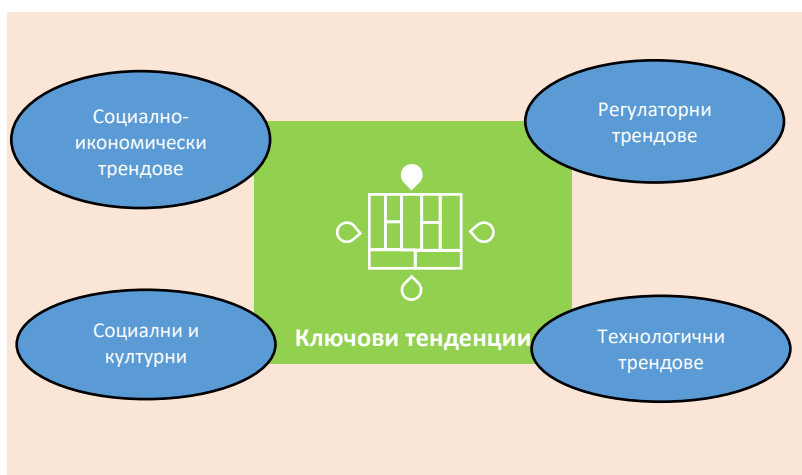 Социално-
икономически
трендове
Регулаторни
трендове
Социални и
културни
Ключови тенденции
Технологични
трендове